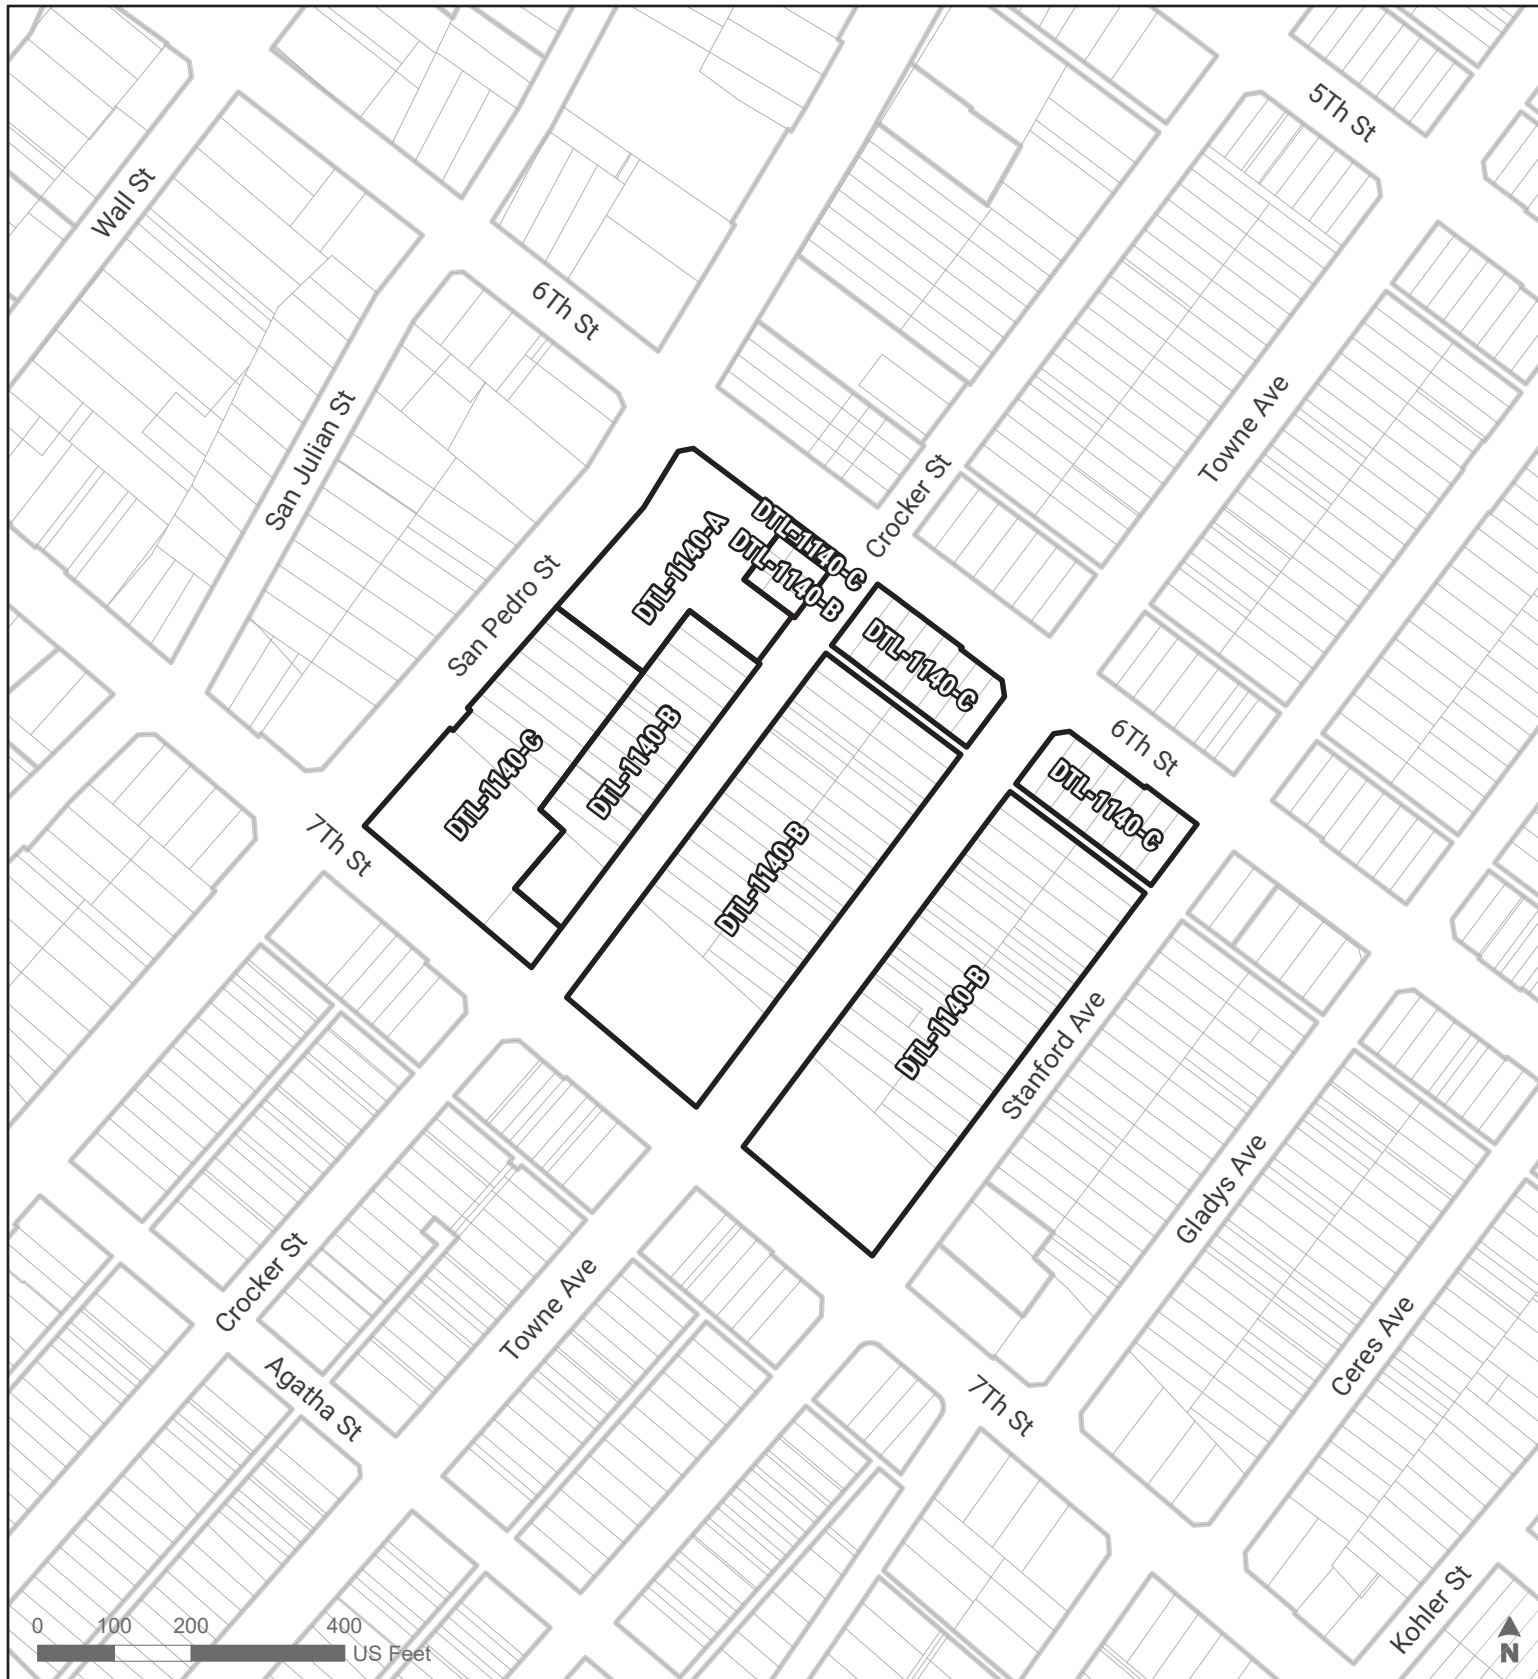 5Th St
Wall St
6Th St
Towne Ave
San Julian St
Crocker St
DTL-1140-C
DTL-1140-A
DTL-1140-B
San Pedro St
DTL-1140-C
DTL-1140-B
6Th St
DTL-1140-C
DTL-1140-C
7Th St
DTL-1140-B
DTL-1140-B
Stanford Ave
Gladys Ave
Crocker St
Towne Ave
Ceres Ave
Agatha St
7Th St
Kohler St
0 100 200 400
US Feet
N